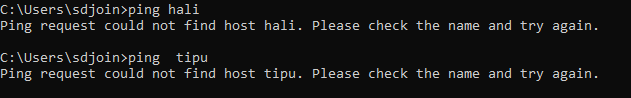 C:\Users\sdjoin>ping hali
Ping request could not find host hali. Please check the name and try again.
C:\Users\sdjoin>ping  tipu
Ping request could not find host tipu. Please check the name and try again.